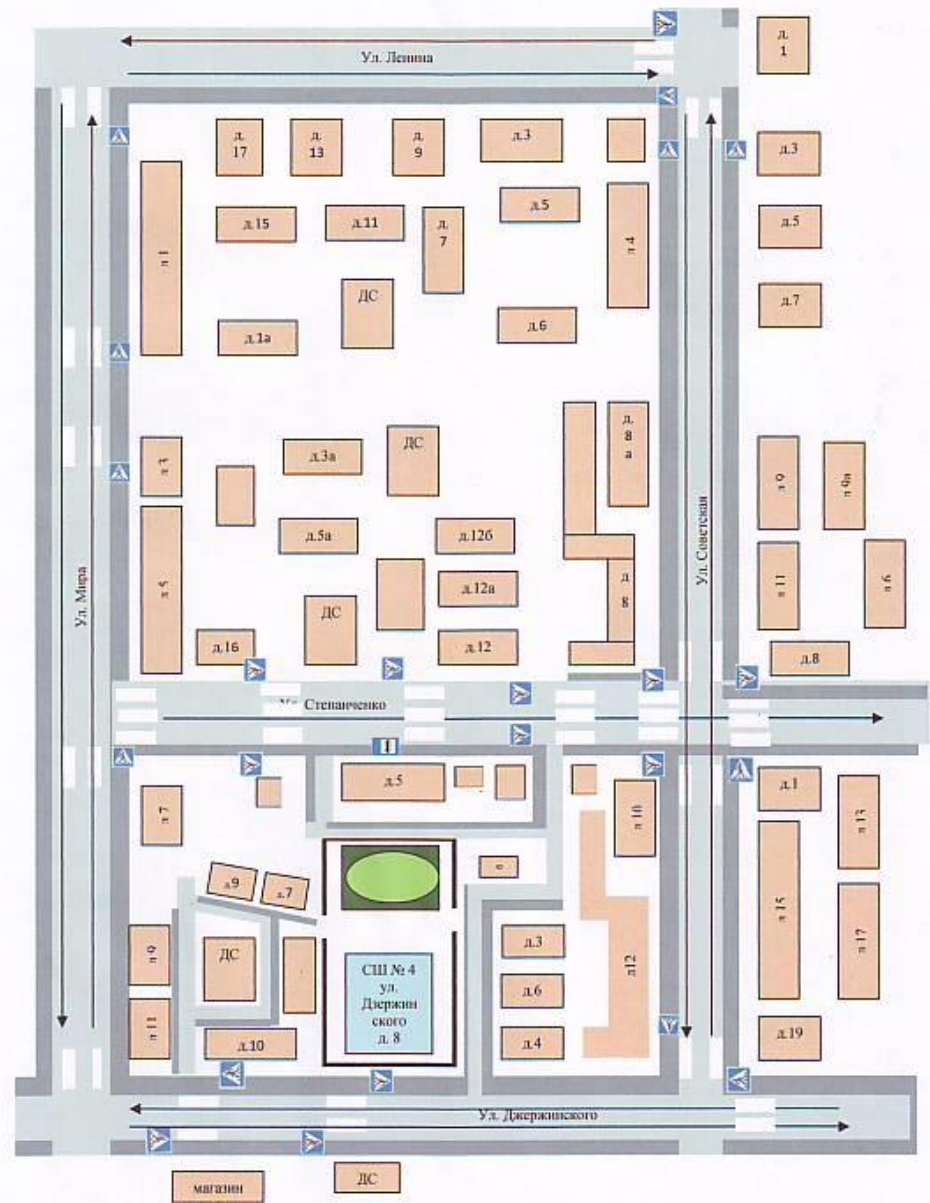 Ул. Ленина
д.
1
д.
17
д.
13
д.
9
д.3
д.3
д.15
д.11
д.
7
д.5
д.5
д 1
д 4
д.7
ДС
д.1а
д.6
д.
8
а
д.3а
ДС
д 3
д 9
д 9а
д.5а
д.12б
д 5
д.12а
д
8
д 11
д 6
Ул. Мира
Ул. Советская
ДС
д.16
д.12
д.8
Степанченко
д.5
д.1
д 7
д 10
д 13
д.9
д.7
д 15
д 9
ДС
СШ № 4
ул.
Дзержин
ского
д. 8
д.3
д12
д 17
д.6
д 11
д.10
д.4
д.19
Ул. Джержинского
магазин
ДС